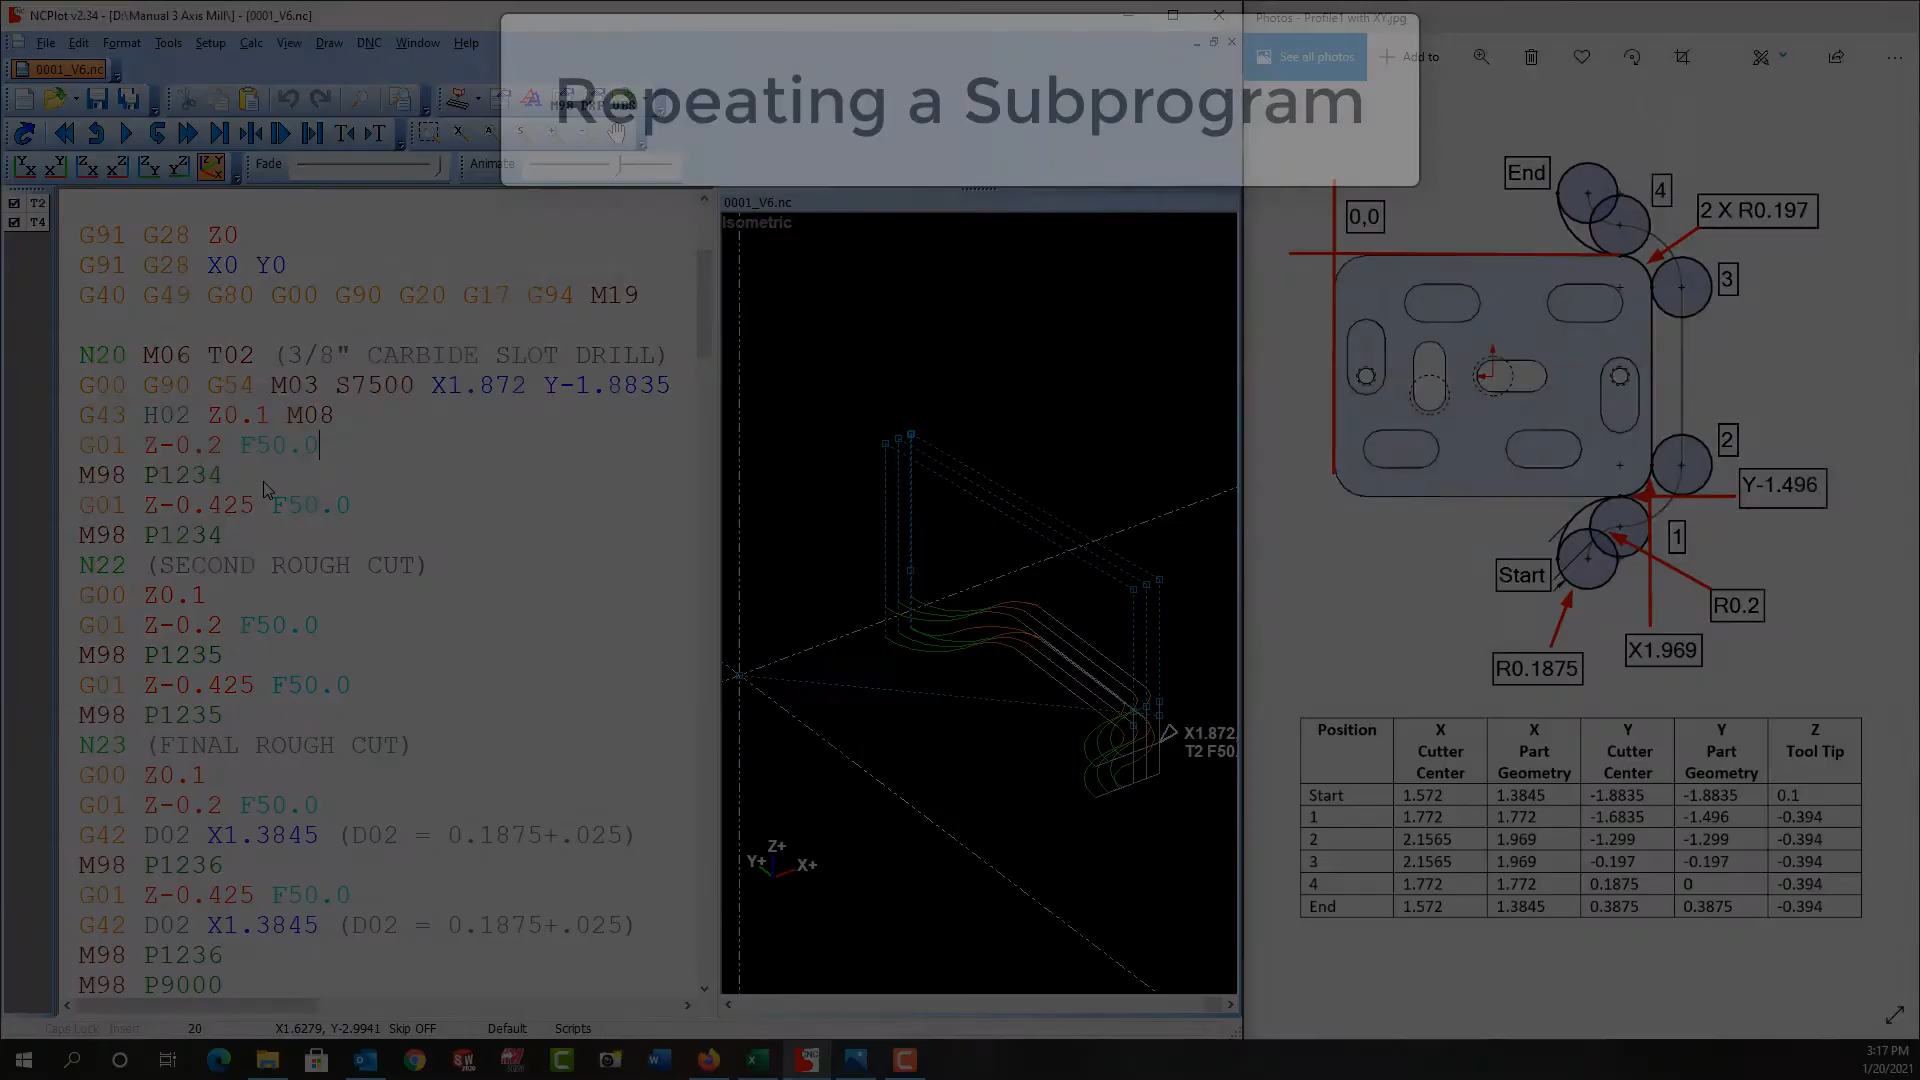 NCPlot v2.34 - [D:\Manual 3 Axis Mill\] - [0001_V6.nc]
Photos - Profile1 with XY.jpg
File Edit Format Tools Setup Calc View Draw DNC Window Help
See all photos
Add to
0001_V6.nc
Repeating a Subprogram
Fade
Animate
T2
T4
0001_V6.nc
Isometric
G91 G28 Z0
G91 G28 X0 Y0
G40 G49 G80 G00 G90 G20 G17 G94 M19
N20 M06 T02 (3/8" CARBIDE SLOT DRILL)
G00 G90 G54 M03 S7500 X1.872 Y-1.8835
G43 H02 Z0.1 M08
G01 Z-0.2 F50.0
M98 P1234
G01 Z-0.425 F50.0
M98 P1234
N22 (SECOND ROUGH CUT)
G00 Z0.1
G01 Z-0.2 F50.0
M98 P1235
G01 Z-0.425 F50.0
M98 P1235
N23 (FINAL ROUGH CUT)
G00 Z0.1
G01 Z-0.2 F50.0
G42 D02 X1.3845 (D02 = 0.1875+.025)
M98 P1236
G01 Z-0.425 F50.0
G42 D02 X1.3845 (D02 = 0.1875+.025)
M98 P1236
M98 P9000
X1.872,
T2 F50.
Z+
Y+
X+
End
4
0,0
2 X R0.197
3
2
Y-1.496
1
Start
R0.2
X1.969
R0.1875
Position X Cutter Center X Part Geometry Y Cutter Center Y Part Geometry Z Tool Tip
Start 1.572 1.3845 -1.8835 -1.8835 0.1
1 1.772 1.772 -1.6835 -1.496 -0.394
2 2.1565 1.969 -1.299 -1.299 -0.394
3 2.1565 1.969 -0.197 -0.197 -0.394
4 1.772 1.772 0.1875 0 -0.394
End 1.572 1.3845 0.3875 0.3875 -0.394
Caps Lock Insert 20 X1.6279, Y-2.9941 Skip OFF Default Scripts
3:17 PM
1/20/2021